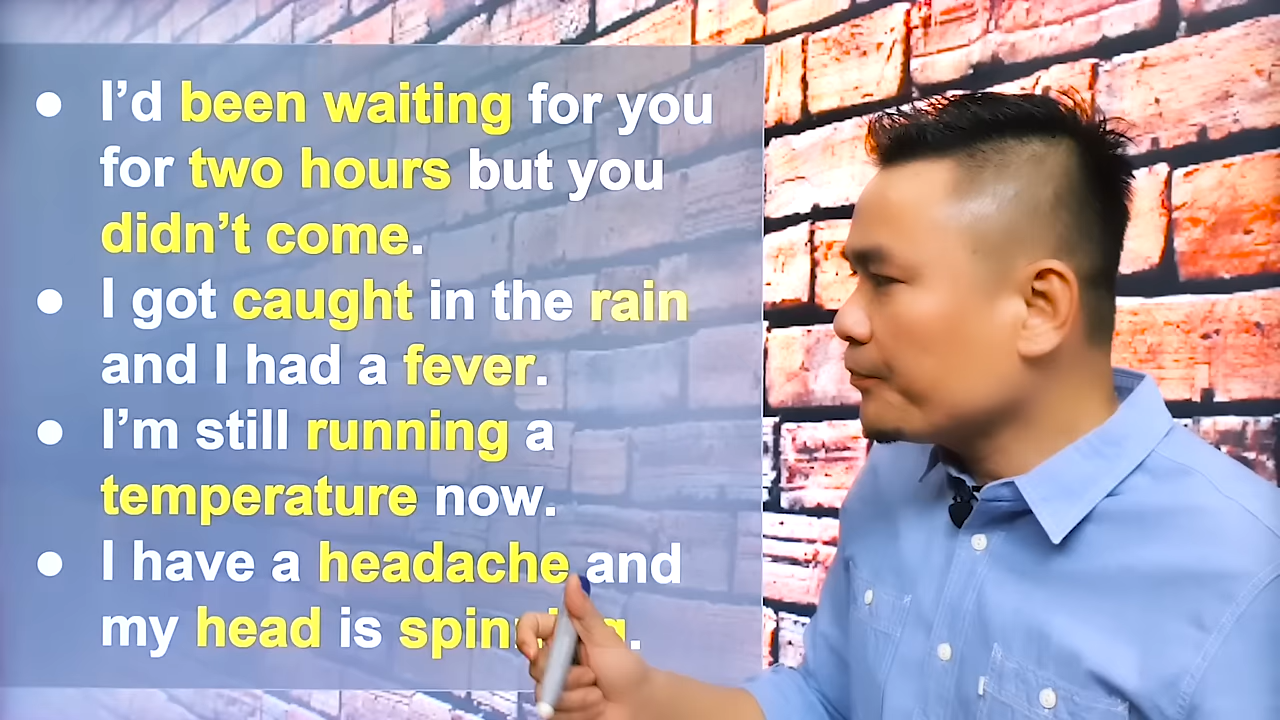 ● I’d been waiting for you
for two hours but you
didn’t come.
● I got caught in the rain
and I had a fever.
● I’m still running a
temperature now.
● I have a headache and
my head is spinning.